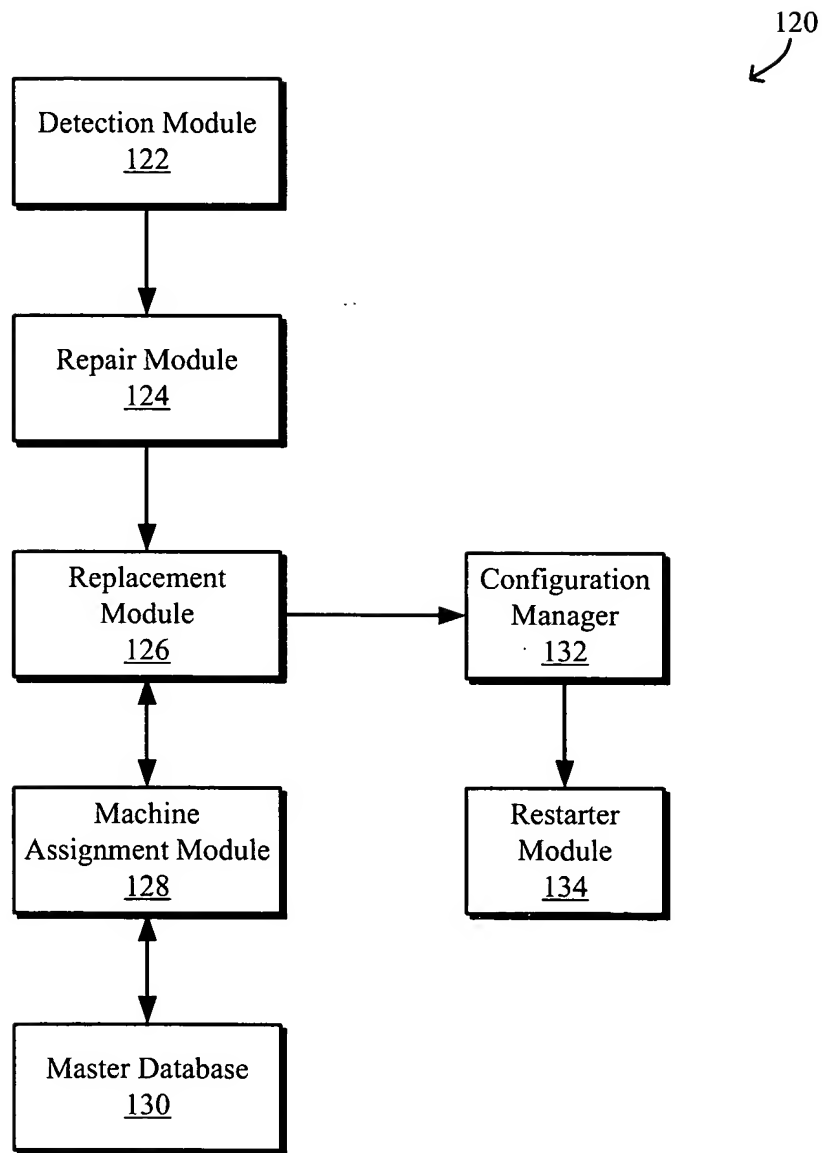 120
Detection Module
122
Repair Module
124
Replacement
Module
126
Configuration
Manager
132
Machine
Assignment Module
128
Restarter
Module
134
Master Database
130